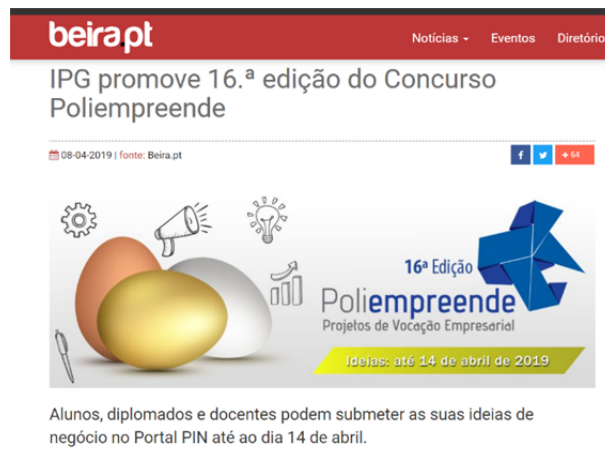 beira.pt
Notícias Eventos Diretório
IPG promove 16.ª edição do Concurso
Poliempreende
08-04-2019 | fonte: Beira.pt
f + 64
16ª Edição
Poliempreende
Projetos de Vocação Empresarial
Ideias: até 14 de abril de 2019
Alunos, diplomados e docentes podem submeter as suas ideias de
negócio no Portal PIN até ao dia 14 de abril.